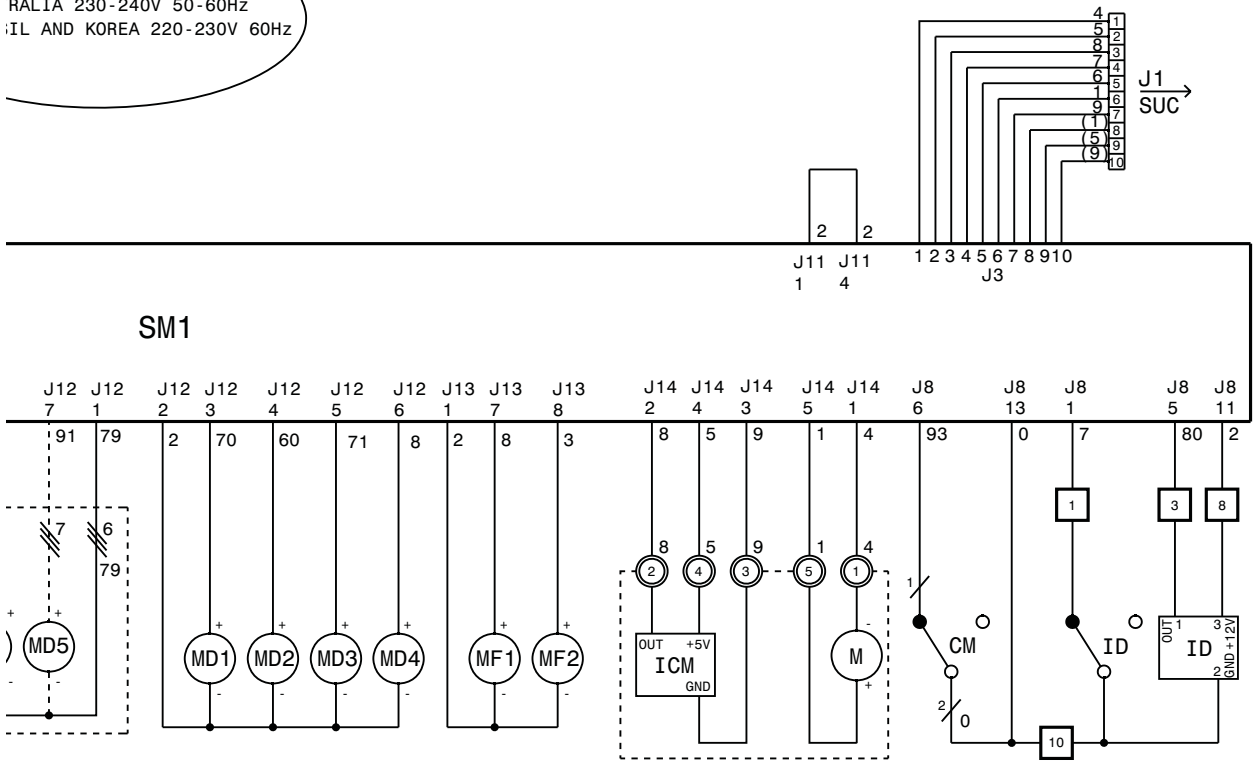 RALIA 230-240V 50-60Hz
IL AND KOREA 220-230V 60Hz
4 1
5 2
8 3
7 4
6 5
1 6
9 7
(1) 8
(5) 9
(9) 10
J1
SUC
2 2
J11 J11
1 4
1 2 3 4 5 6 7 8 9 10
J3
SM1
J12 J12 J12 J12 J12 J12 J12 J13 J13 J13 J14 J14 J14 J14 J14 J8 J8 J8 J8 J8
7 1 2 3 4 5 6 1 7 8 2 4 3 5 1 6 13 1 5 11
91 79 2 70 60 71 8 2 8 3 8 5 9 1 4 93 0 7 80 2
1 3 8
7 6
79
8 5 9 1 4
2 4 3 5 1
1
+ + + + + + + + -
OUT 1 3 +12V
MD5 MD1 MD2 MD3 MD4 MF1 MF2
OUT +5V
ICM
GND
M
CM
ID
ID
2 GND
- - - - - - - - +
2 0
10